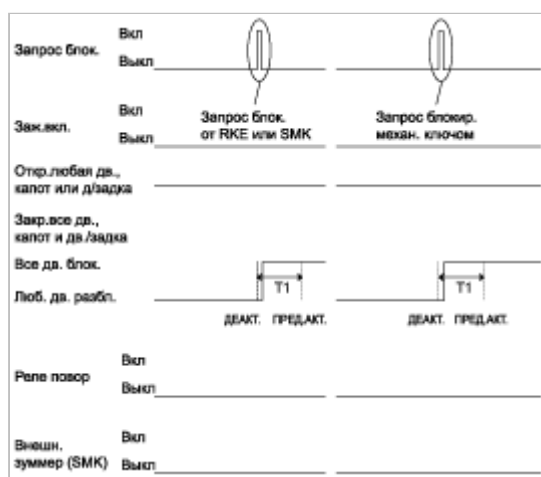 Вкл
Запрос блок.
Выкл
Вкл
Заж.вкл.
Выкл
Запрос блок.
от RKE или SMK
Запрос блокир.
механ. ключом
Откр.любая дв.,
капот или д/задка
Закр.все дв.,
капот и дв./задка
Все дв. блок.
Люб. дв. разбл.
T1
T1
ДЕАКТ. ПРЕД.АКТ.
ДЕАКТ. ПРЕД.АКТ.
Вкл
Реле повор
Выкл
Вкл
Внешн.
зуммер (SMK)
Выкл